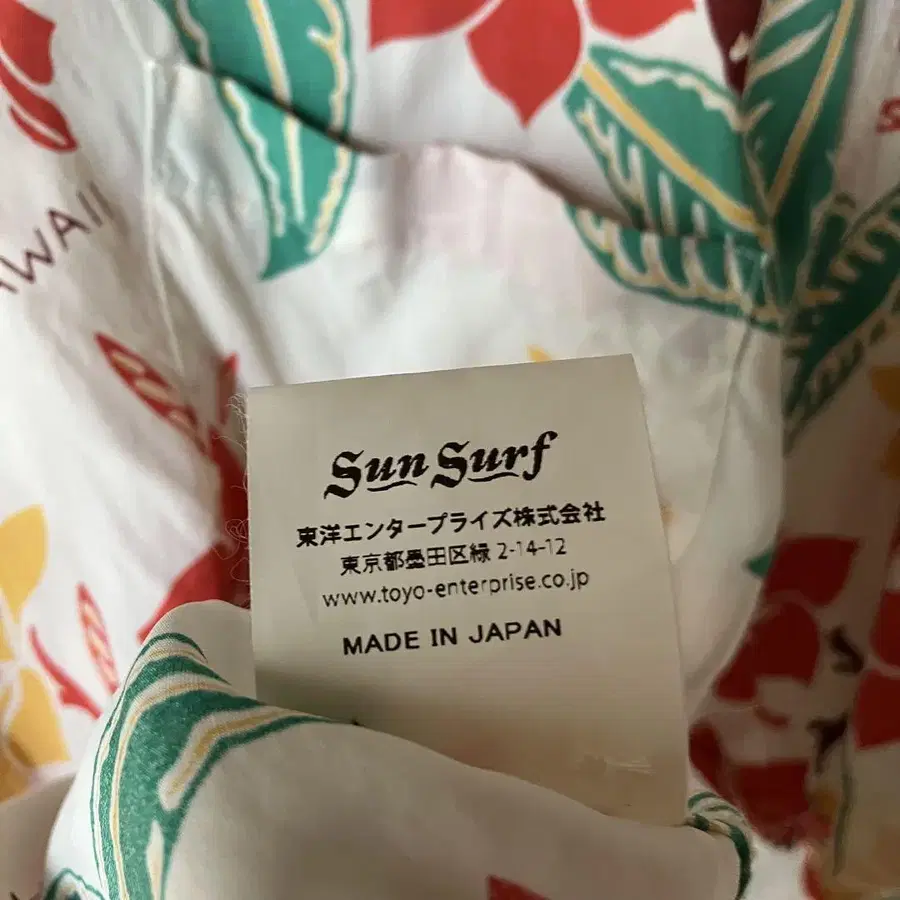 WAII
Sun Surf
東洋エンタープライズ株式会社
東京都墨田区緑 2-14-12
www.toyo-enterprise.co.jp
MADE IN JAPAN